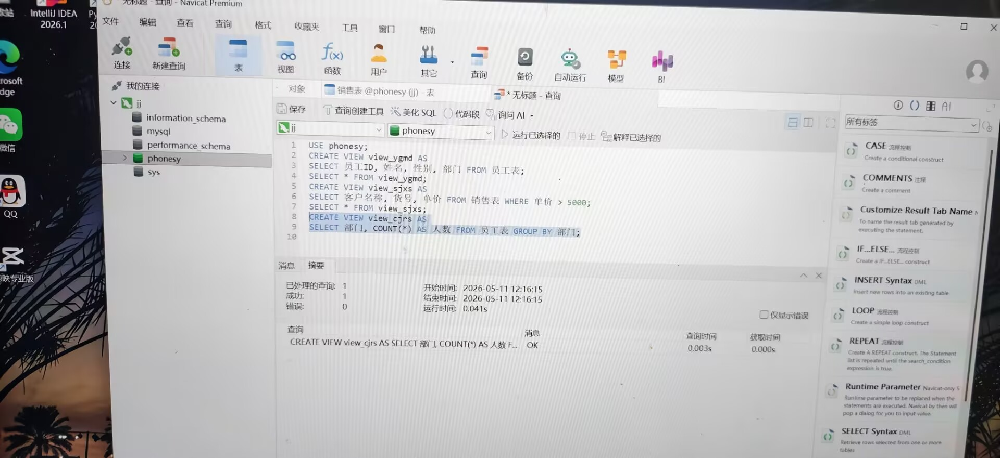 无标题 - 查询 - Navicat Premium
IntelliJ IDEA
2026.1
文件 编辑 查看 查询 格式 收藏夹 工具 窗口 帮助
连接 新建查询 表 视图 函数 用户 其它 查询 备份 自动运行 模型 BI
rosoft
dge
微信
QQ
映专业版
我的连接
jj
information_schema
mysql
performance_schema
phonesy
sys
对象 销售表 @phonesy (jj) - 表 * 无标题 - 查询
保存 查询创建工具 美化 SQL 代码段 询问 AI
jj phonesy 运行已选择的 停止 解释已选择的
1 USE phonesy;
2 CREATE VIEW view_ygmd AS
3 SELECT 员工ID, 姓名, 性别, 部门 FROM 员工表;
4 SELECT * FROM view_ygmd;
5 CREATE VIEW view_sjxs AS
6 SELECT 客户名称, 货号, 单价 FROM 销售表 WHERE 单价 > 5000;
7 SELECT * FROM view_sjxs;
8 CREATE VIEW view_cjrs AS
9 SELECT 部门, COUNT(*) AS 人数 FROM 员工表 GROUP BY 部门;
10
消息 摘要
已处理的查询: 1
成功: 1
错误: 0
开始时间: 2026-05-11 12:16:15
结束时间: 2026-05-11 12:16:15
运行时间: 0.041s
仅显示错误
查询 消息 查询时间 获取时间
CREATE VIEW view_cjrs AS SELECT 部门, COUNT(*) AS 人数 F... OK 0.003s 0.000s
AI
所有标签
CASE 流程控制
Create a conditional construct
COMMENTS 注释
Create a comment
Customize Result Tab Name
To name the result tab generated by
executing the statement.
IF...ELSE... 流程控制
Create a IF...ELSE... construct
INSERT Syntax DML
Insert new rows into an existing table
LOOP 流程控制
Create a simple loop construct
REPEAT 流程控制
Create A REPEAT construct. The Statement
list is repeated until the search_condition
expression is true.
Runtime Parameter Navicat-only S
Runtime parameter to be replaced when the
statements are executed. Navicat by then will
pop a dialog for you to input value.
SELECT Syntax DML
Retrieve rows selected from one or more
tables